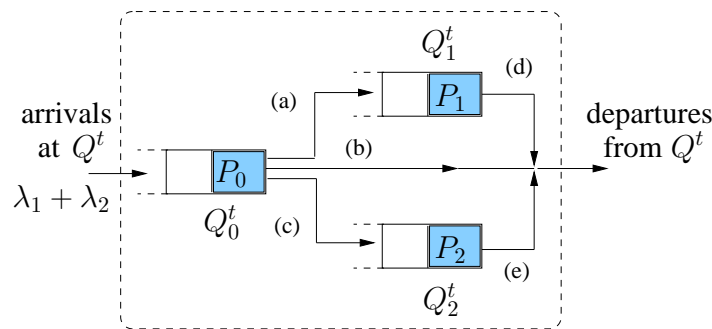 Q_1^t
(d)
(a)
P_1
arrivals
at Q^t
departures
from Q^t
(b)
P_0
λ_1 + λ_2
Q_0^t
(c)
P_2
(e)
Q_2^t